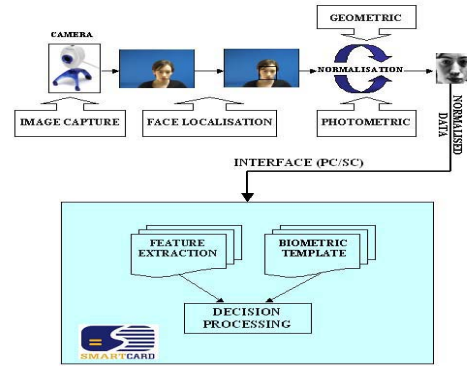 GEOMETRIC
CAMERA
NORMALISATION
IMAGE CAPTURE
FACE LOCALISATION
PHOTOMETRIC
NORMALISED
DATA
INTERFACE (PC/SC)
FEATURE
EXTRACTION
BIOMETRIC
TEMPLATE
DECISION
PROCESSING
SMARTCARD